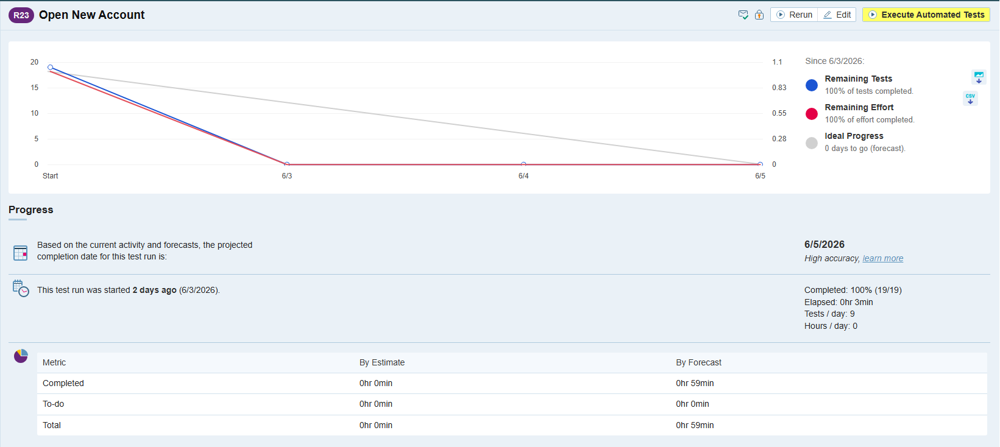 R23 Open New Account
Rerun Edit Execute Automated Tests
20
15
10
5
0
1.1
0.83
0.55
0.28
0
Start 6/3 6/4 6/5
Since 6/3/2026:
Remaining Tests
100% of tests completed.
Remaining Effort
100% of effort completed.
Ideal Progress
0 days to go (forecast).
CSV
Progress
Based on the current activity and forecasts, the projected
completion date for this test run is:
6/5/2026
High accuracy, learn more
This test run was started 2 days ago (6/3/2026).
Completed: 100% (19/19)
Elapsed: 0hr 3min
Tests / day: 9
Hours / day: 0
Metric By Estimate By Forecast
Completed 0hr 0min 0hr 59min
To-do 0hr 0min 0hr 0min
Total 0hr 0min 0hr 59min